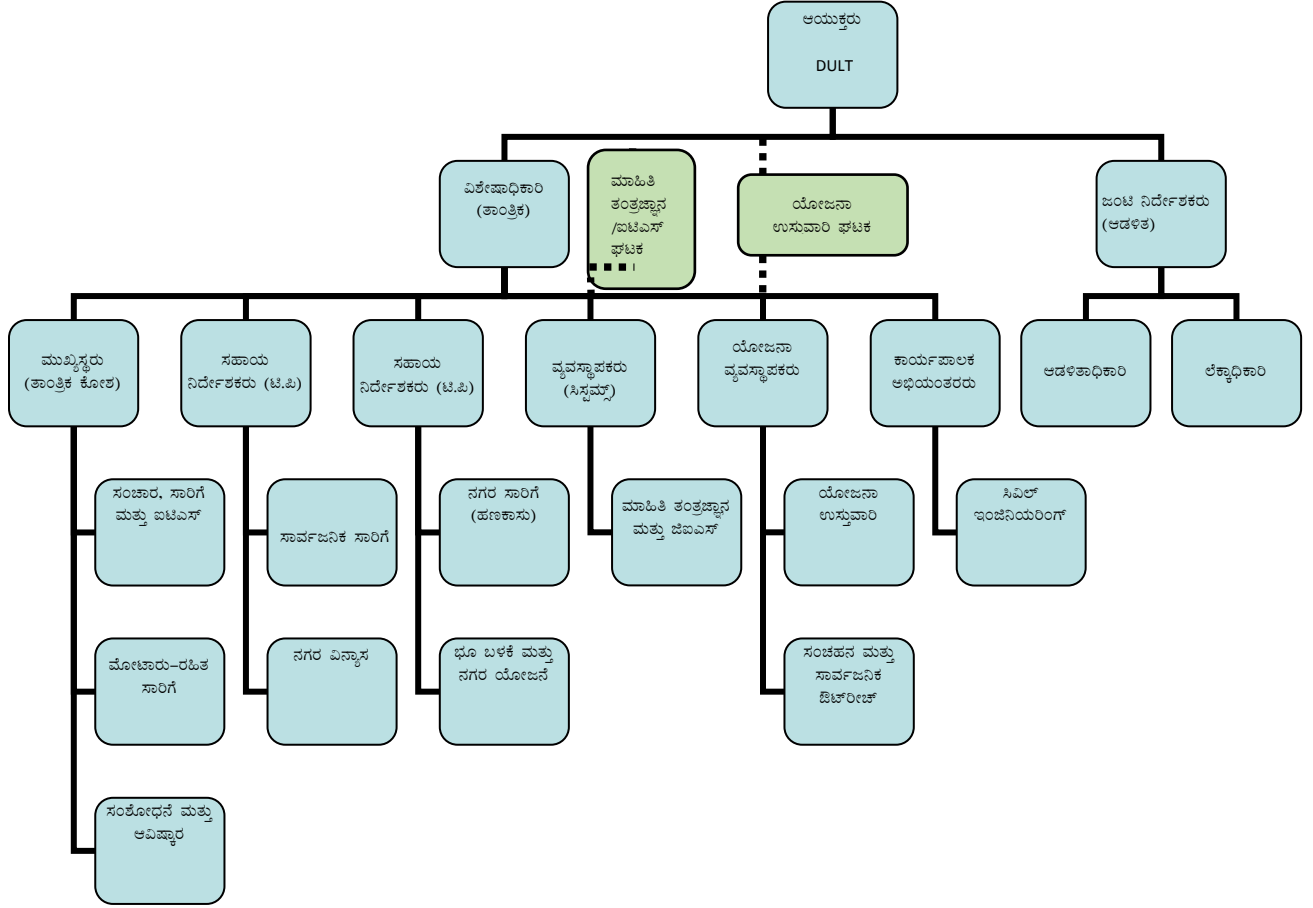 ಆಯುಕ್ತರು
DULT
ವಿಶೇಷಾಧಿಕಾರಿ
(ತಾಂತ್ರಿಕ)
ಮಾಹಿತಿ
ತಂತ್ರಜ್ಞಾನ
/ಐಟಿಎಸ್
ಘಟಕ
ಯೋಜನಾ
ಉಸುವಾರಿ ಘಟಕ
ಜಂಟಿ ನಿರ್ದೇಶಕರು
(ಆಡಳಿತ)
ಮುಖ್ಯಸ್ಥರು
(ತಾಂತ್ರಿಕ ಕೋಶ)
ಸಹಾಯ
ನಿರ್ದೇಶಕರು (ಟಿ.ಪಿ)
ಸಹಾಯ
ನಿರ್ದೇಶಕರು (ಟಿ.ಪಿ)
ವ್ಯವಸ್ಥಾಪಕರು
(ಸಿಸ್ಟಮ್ಸ್)
ಯೋಜನಾ
ವ್ಯವಸ್ಥಾಪಕರು
ಕಾರ್ಯಪಾಲಕ
ಅಭಿಯಂತರರು
ಆಡಳಿತಾಧಿಕಾರಿ
ಲೆಕ್ಕಾಧಿಕಾರಿ
ಸಂಚಾರ, ಸಾರಿಗೆ
ಮತ್ತು ಐಟಿಎಸ್
ಸಾರ್ವಜನಿಕ ಸಾರಿಗೆ
ನಗರ ಸಾರಿಗೆ
(ಹಣಕಾಸು)
ಮಾಹಿತಿ ತಂತ್ರಜ್ಞಾನ
ಮತ್ತು ಜಿಐಎಸ್
ಯೋಜನಾ
ಉಸ್ತುವಾರಿ
ಸಿವಿಲ್
ಇಂಜಿನಿಯರಿಂಗ್
ಮೋಟಾರು–ರಹಿತ
ಸಾರಿಗೆ
ನಗರ ವಿನ್ಯಾಸ
ಭೂ ಬಳಕೆ ಮತ್ತು
ನಗರ ಯೋಜನೆ
ಸಂಚಹನ ಮತ್ತು
ಸಾರ್ವಜನಿಕ
ಔಟ್‌ರೀಚ್
ಸಂಶೋಧನೆ ಮತ್ತು
ಆವಿಷ್ಕಾರ